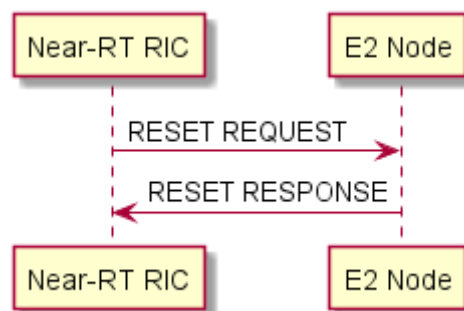 Near-RT RIC
E2 Node
RESET REQUEST
RESET RESPONSE
Near-RT RIC
E2 Node